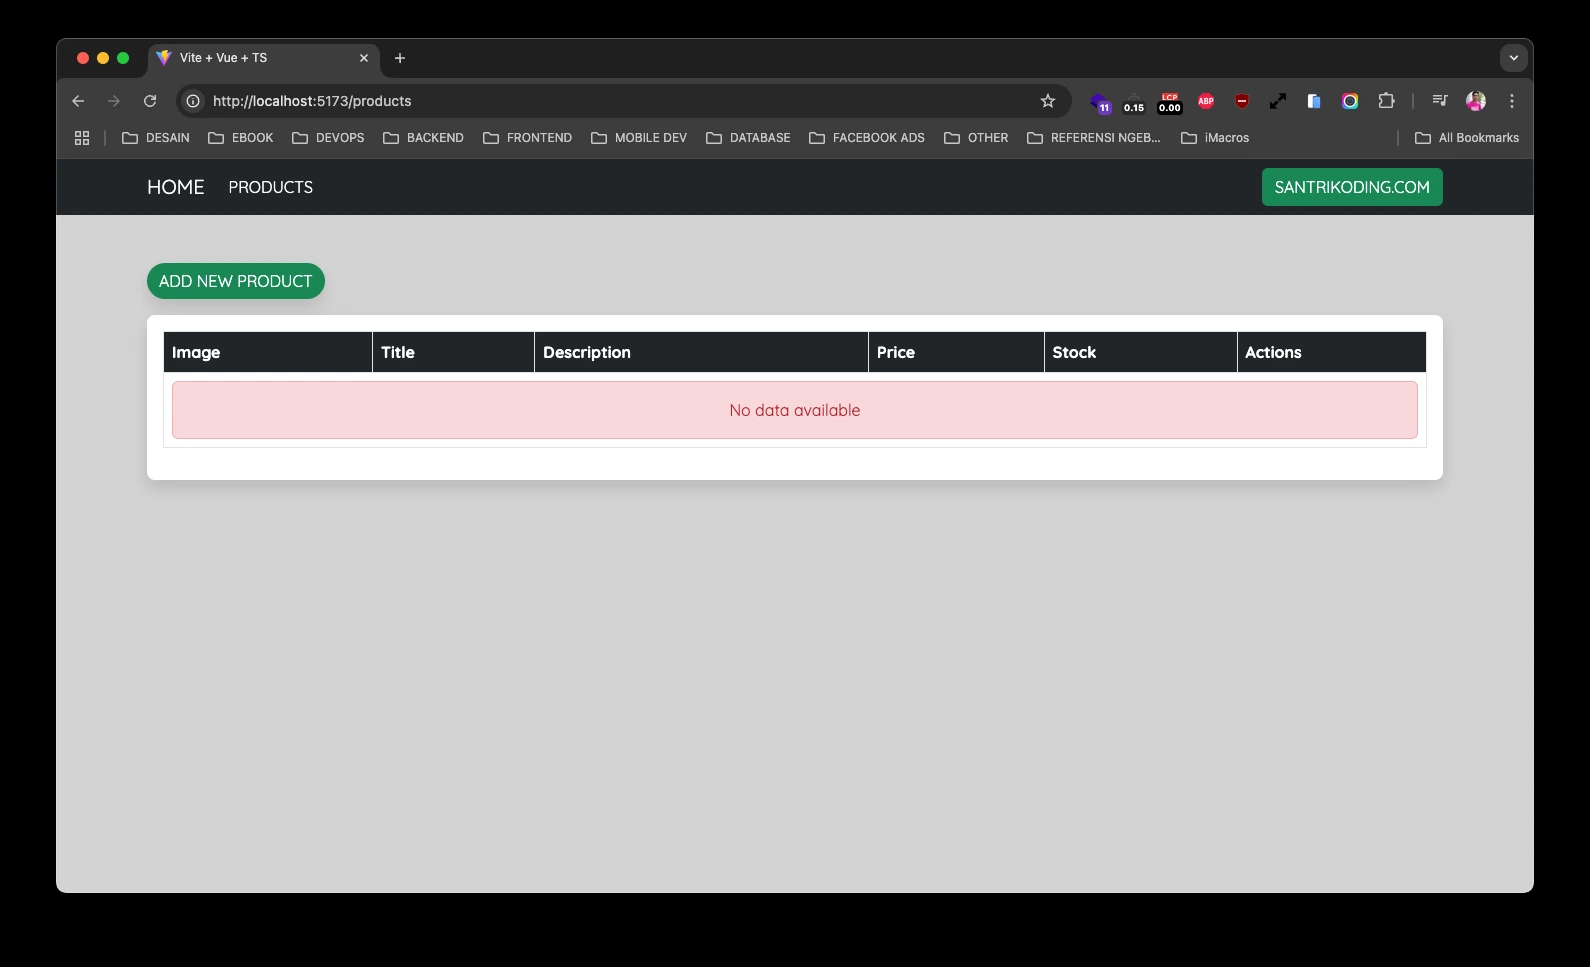 Vite + Vue + TS
http://localhost:5173/products
11
0.15
LCP
0.00
ABP
DESAIN
EBOOK
DEVOPS
BACKEND
FRONTEND
MOBILE DEV
DATABASE
FACEBOOK ADS
OTHER
REFERENSI NGEB...
iMacros
All Bookmarks
HOME PRODUCTS SANTRIKODING.COM
ADD NEW PRODUCT
Image Title Description Price Stock Actions
No data available